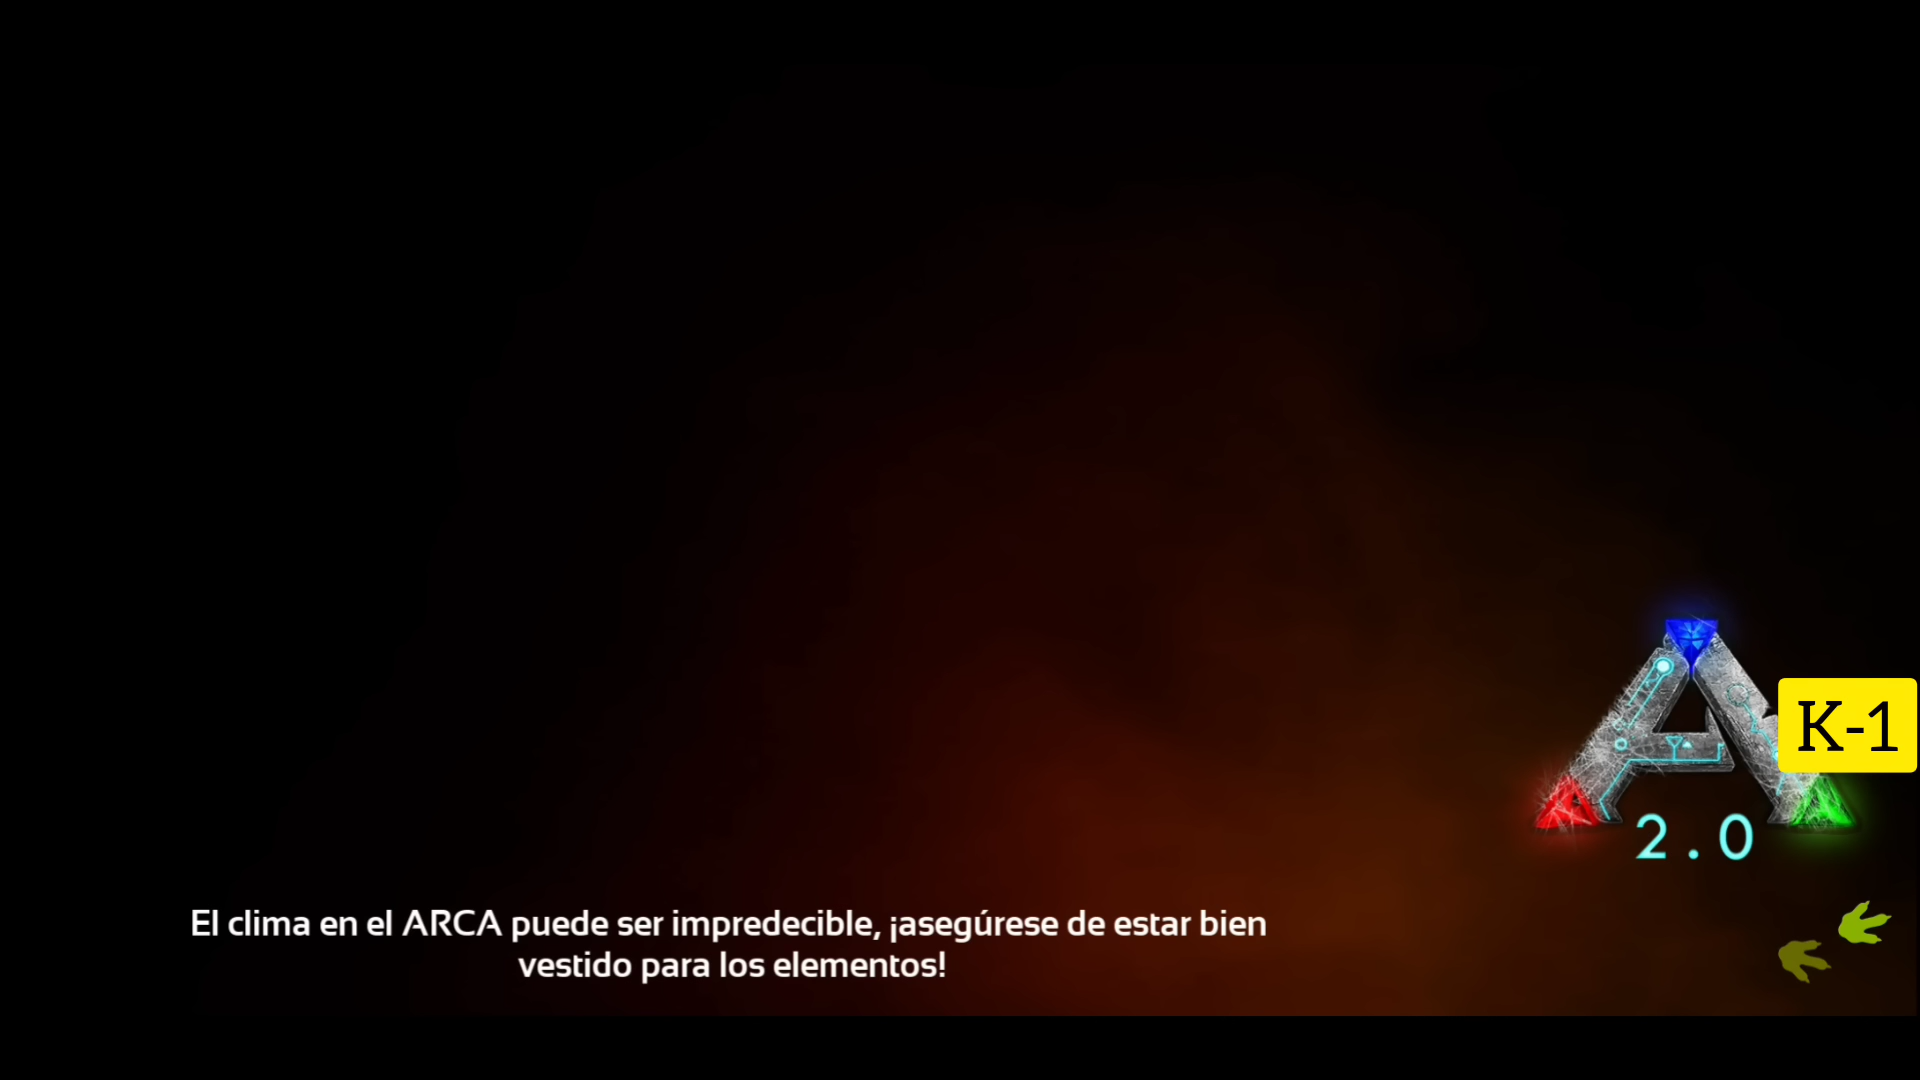 K-1
2.0
El clima en el ARCA puede ser impredecible, ¡asegúrese de estar bien
vestido para los elementos!